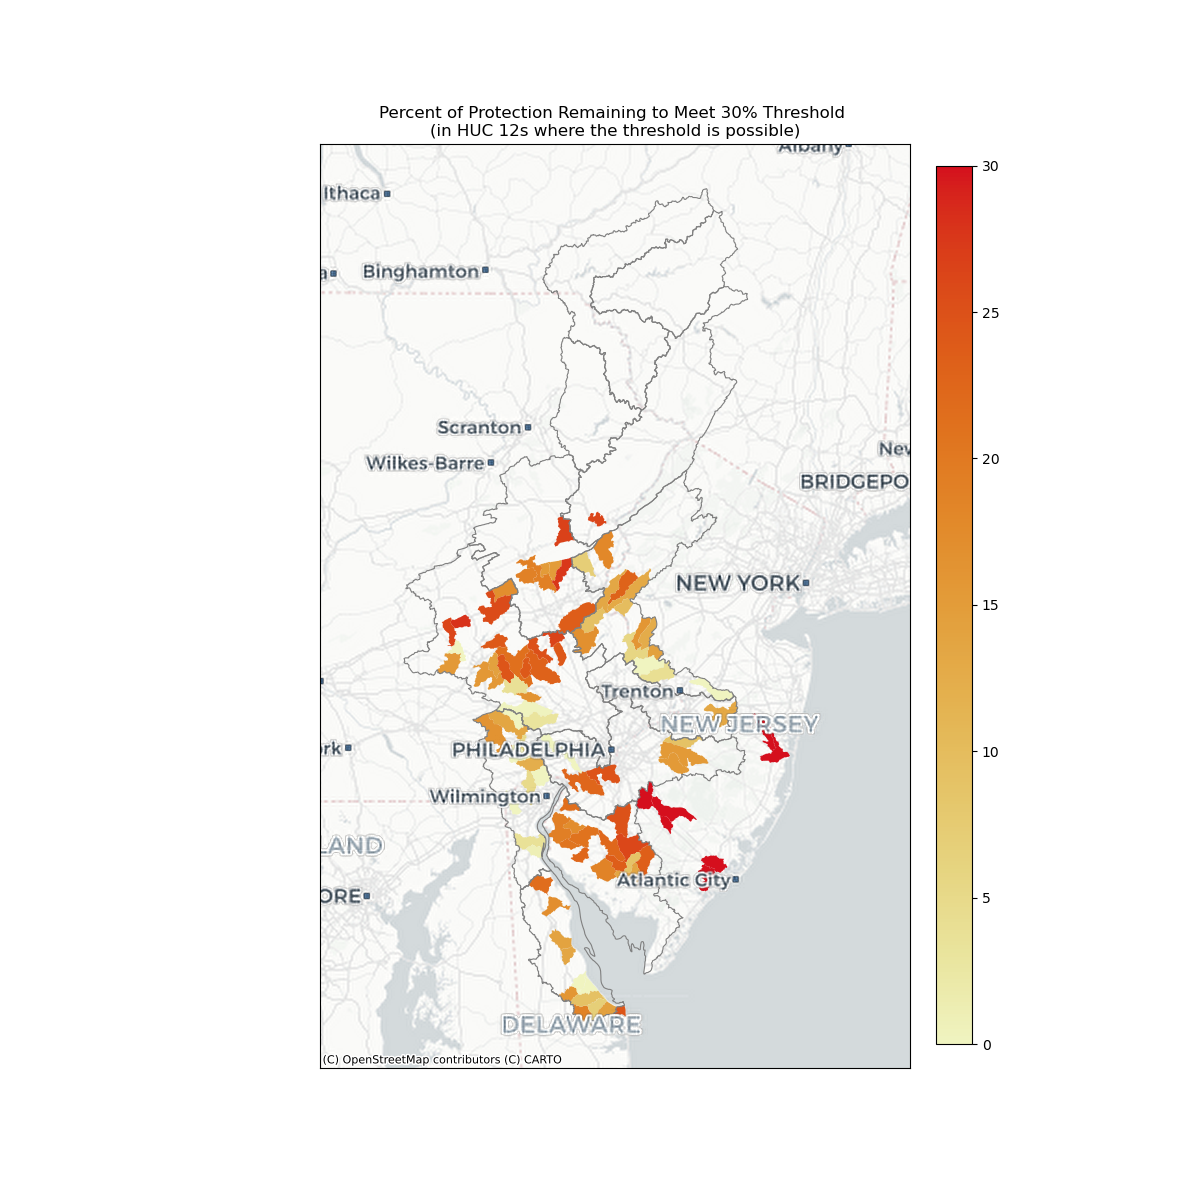 Percent of Protection Remaining to Meet 30% Threshold
(in HUC 12s where the threshold is possible)
Albany
Ithaca
a
Binghamton
Scranton
Wilkes-Barre
New
BRIDGEPO
NEW YORK
Trenton
NEW JERSEY
rk
PHILADELPHIA
Wilmington
LAND
Atlantic City
ORE
DELAWARE
(C) OpenStreetMap contributors (C) CARTO
30
25
20
15
10
5
0